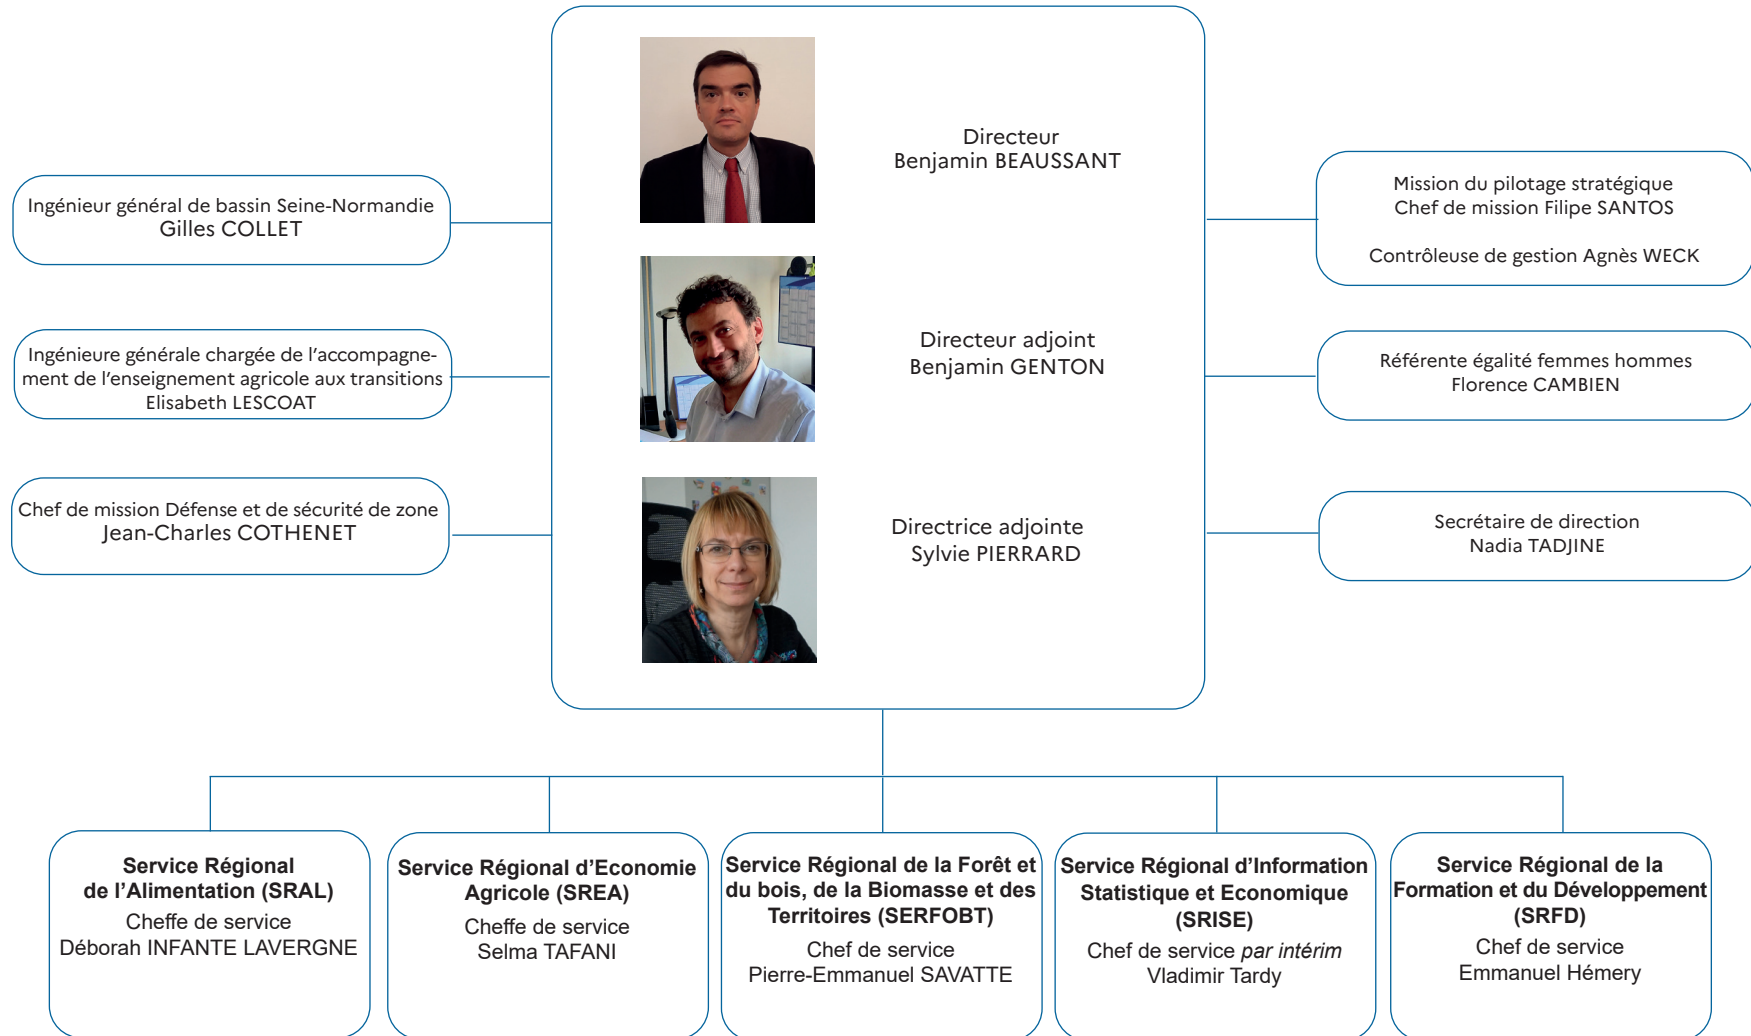 Directeur
Benjamin BEAUSSANT
Directeur adjoint
Benjamin GENTON
Directrice adjointe
Sylvie PIERRARD
Ingénieur général de bassin Seine-Normandie
Gilles COLLET
Ingénieure générale chargée de l'accompagne-
ment de l'enseignement agricole aux transitions
Elisabeth LESCOAT
Chef de mission Défense et de sécurité de zone
Jean-Charles COTHENET
Mission du pilotage stratégique
Chef de mission Filipe SANTOS
Contrôleuse de gestion Agnès WECK
Référente égalité femmes hommes
Florence CAMBIEN
Secrétaire de direction
Nadia TADJINE
Service Régional
de l'Alimentation (SRAL)
Cheffe de service
Déborah INFANTE LAVERGNE
Service Régional d'Economie
Agricole (SREA)
Cheffe de service
Selma TAFANI
Service Régional de la Forêt et
du bois, de la Biomasse et des
Territoires (SERFOBT)
Chef de service
Pierre-Emmanuel SAVATTE
Service Régional d'Information
Statistique et Economique
(SRISE)
Chef de service par intérim
Vladimir Tardy
Service Régional de la
Formation et du Développement
(SRFD)
Chef de service
Emmanuel Hémery